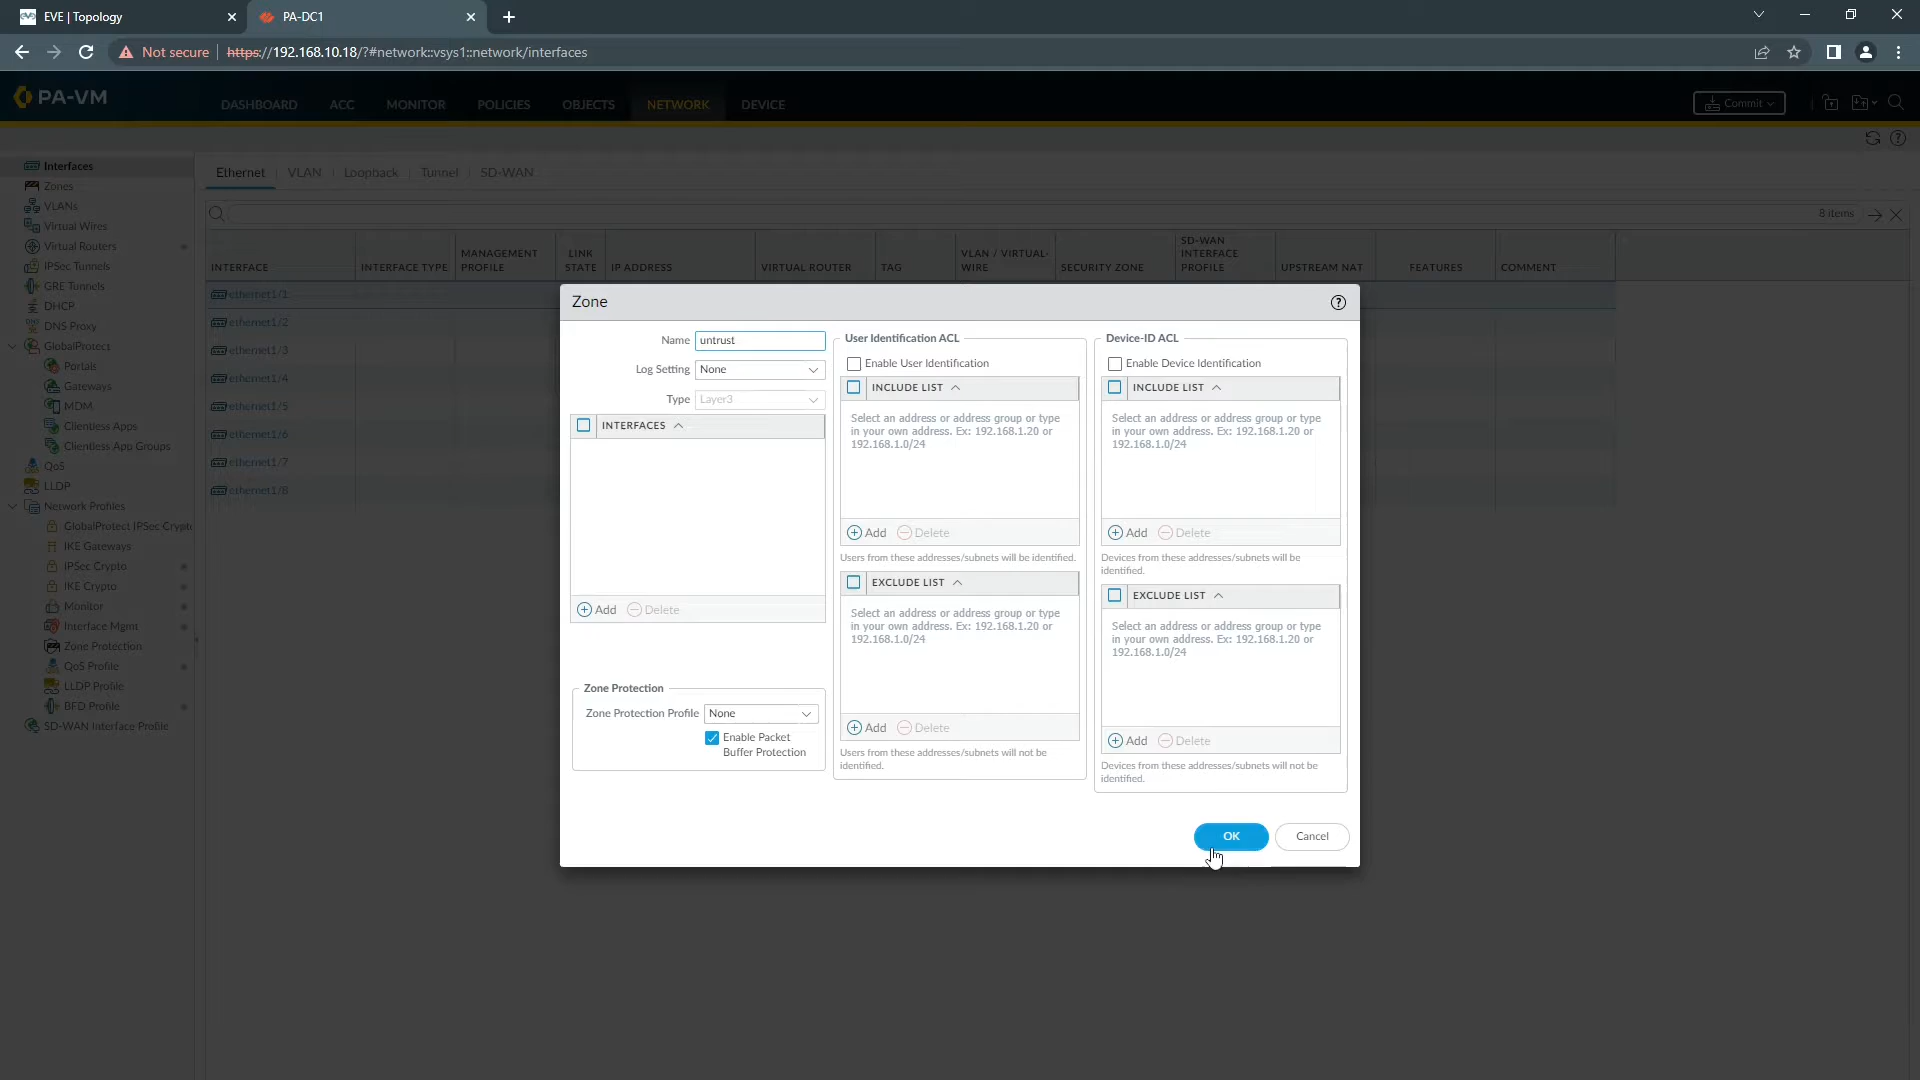 EVE | Topology
PA-DC1
Not secure
https://192.168.10.18/?#network::vsys1::network/interfaces
PA-VM
DASHBOARD
ACC
MONITOR
POLICIES
OBJECTS
NETWORK
DEVICE
Commit
Interfaces
Zones
VLANs
Virtual Wires
Virtual Routers
IPSec Tunnels
GRE Tunnels
DHCP
DNS Proxy
GlobalProtect
Portals
Gateways
MDM
Clientless Apps
Clientless App Groups
QoS
LLDP
Network Profiles
GlobalProtect IPSec Crypto
IKE Gateways
IPSec Crypto
IKE Crypto
Monitor
Interface Mgmt
Zone Protection
QoS Profile
LLDP Profile
BFD Profile
SD-WAN Interface Profile
Ethernet
VLAN
Loopback
Tunnel
SD-WAN
8 items
INTERFACE
INTERFACE TYPE
MANAGEMENT
PROFILE
LINK
STATE
IP ADDRESS
VIRTUAL ROUTER
TAG
VLAN / VIRTUAL-
WIRE
SECURITY ZONE
SD-WAN
INTERFACE
PROFILE
UPSTREAM NAT
FEATURES
COMMENT
ethernet1/1
ethernet1/2
ethernet1/3
ethernet1/4
ethernet1/5
ethernet1/6
ethernet1/7
ethernet1/8
Zone
Name untrust
Log Setting None
Type Layer3
INTERFACES
Add Delete
Zone Protection
Zone Protection Profile None
Enable Packet
Buffer Protection
User Identification ACL
Enable User Identification
INCLUDE LIST
Select an address or address group or type
in your own address. Ex: 192.168.1.20 or
192.168.1.0/24
Add Delete
Users from these addresses/subnets will be identified.
EXCLUDE LIST
Select an address or address group or type
in your own address. Ex: 192.168.1.20 or
192.168.1.0/24
Add Delete
Users from these addresses/subnets will not be
identified.
Device-ID ACL
Enable Device Identification
INCLUDE LIST
Select an address or address group or type
in your own address. Ex: 192.168.1.20 or
192.168.1.0/24
Add Delete
Devices from these addresses/subnets will be
identified.
EXCLUDE LIST
Select an address or address group or type
in your own address. Ex: 192.168.1.20 or
192.168.1.0/24
Add Delete
Devices from these addresses/subnets will not be
identified.
OK
Cancel